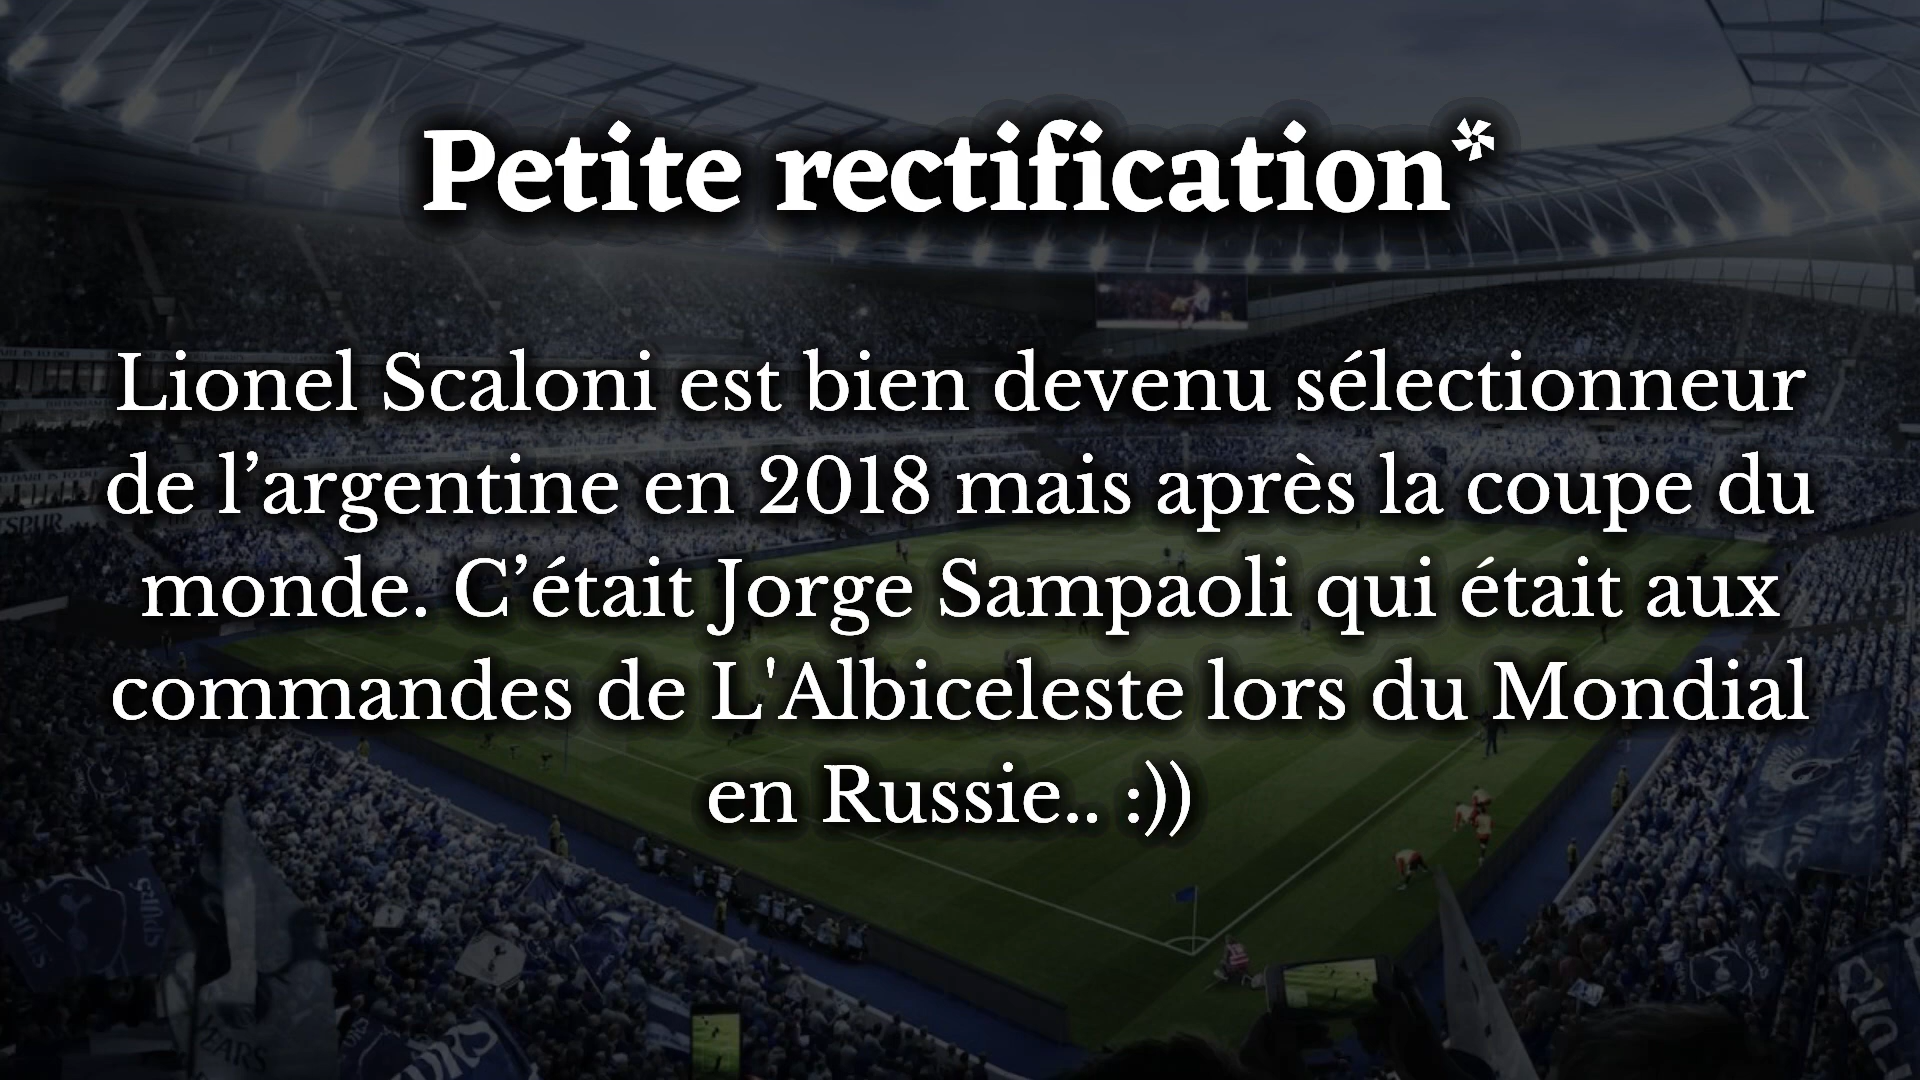 Petite rectification*
Lionel Scaloni est bien devenu sélectionneur
de l’argentine en 2018 mais après la coupe du
monde. C’était Jorge Sampaoli qui était aux
commandes de L'Albiceleste lors du Mondial
en Russie.. :))